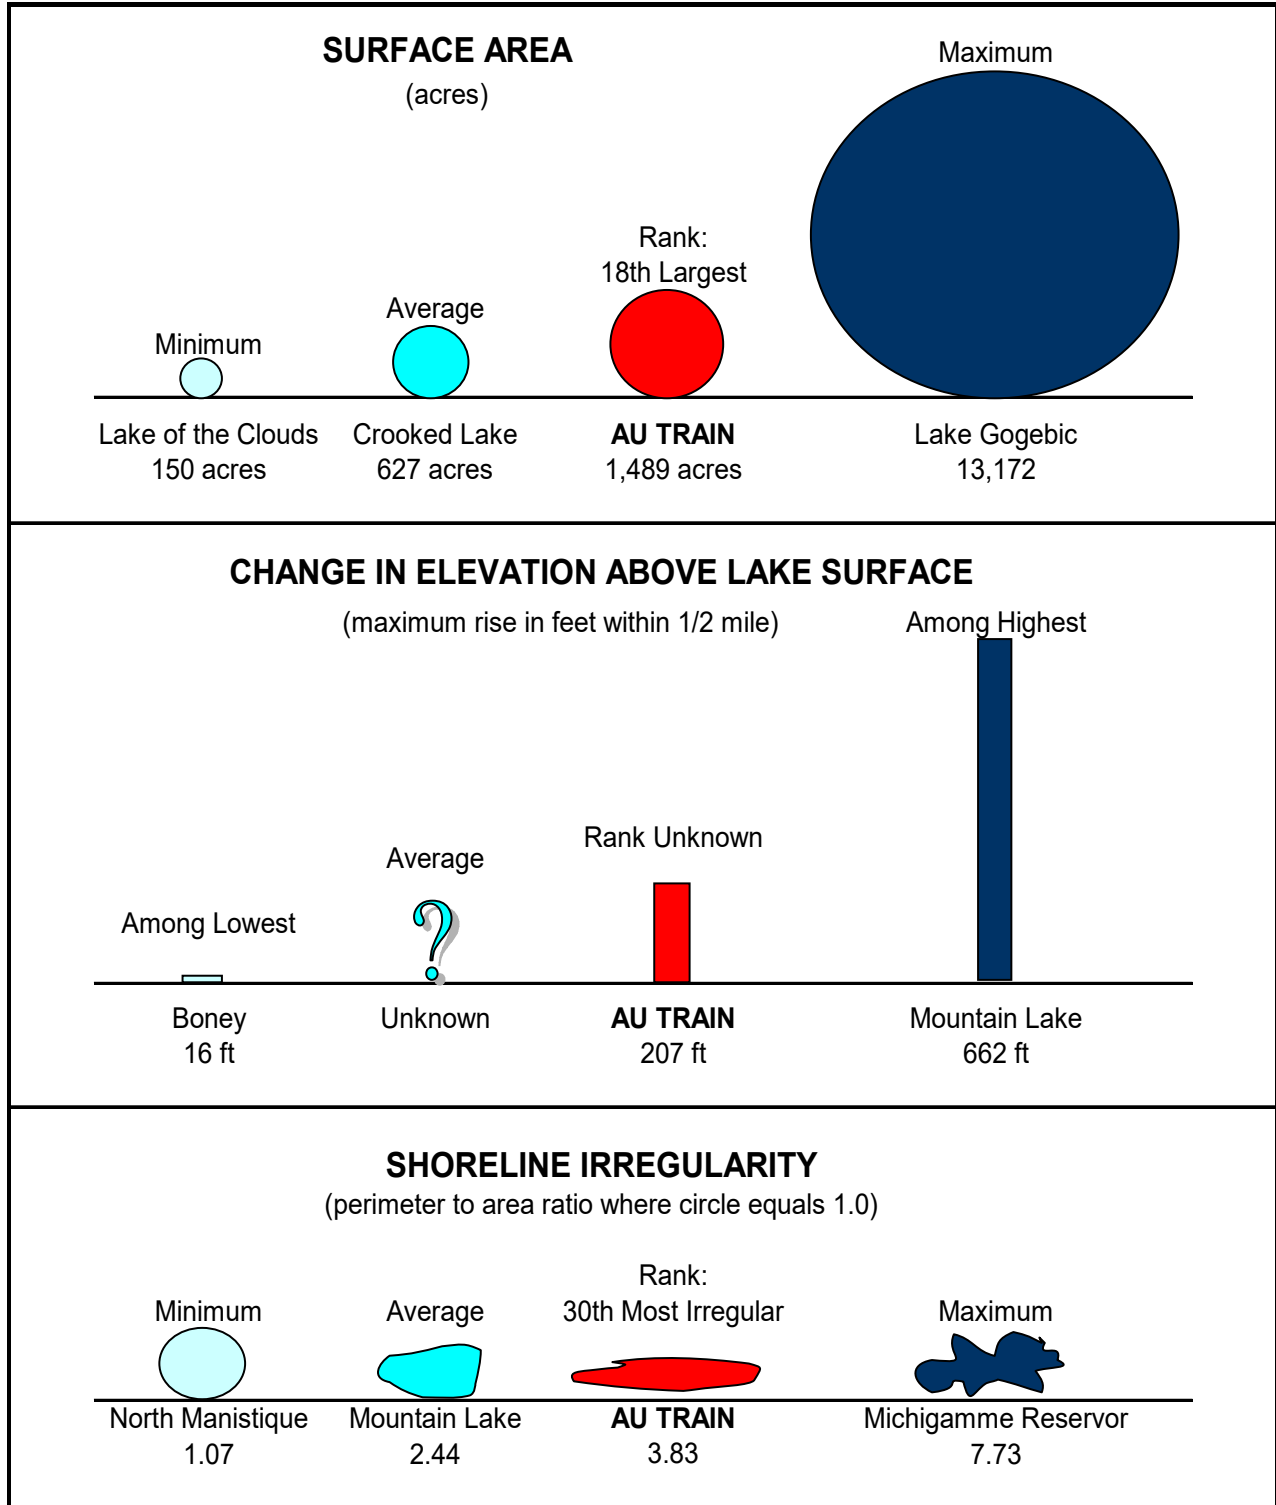 SURFACE AREA
(acres)
Maximum
Rank:
18th Largest
Average
Minimum
Lake of the Clouds
150 acres
Crooked Lake
627 acres
AU TRAIN
1,489 acres
Lake Gogebic
13,172
CHANGE IN ELEVATION ABOVE LAKE SURFACE
(maximum rise in feet within 1/2 mile)
Among Highest
Rank Unknown
Average
?
Among Lowest
Boney
16 ft
Unknown
AU TRAIN
207 ft
Mountain Lake
662 ft
SHORELINE IRREGULARITY
(perimeter to area ratio where circle equals 1.0)
Minimum
Average
Rank:
30th Most Irregular
Maximum
North Manistique
1.07
Mountain Lake
2.44
AU TRAIN
3.83
Michigamme Reservor
7.73